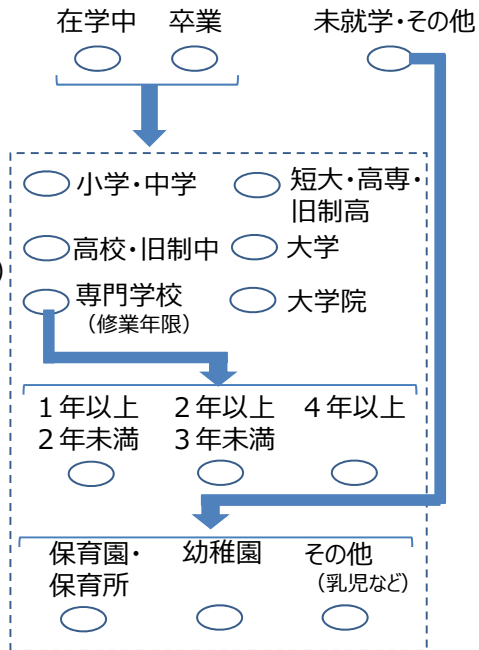 在学中 卒業 未就学・その他
小学・中学 短大・高専・
旧制高
高校・旧制中 大学
)
専門学校 大学院
(修業年限)
1年以上 2年以上 4年以上
2年未満 3年未満
保育園・ 幼稚園 その他
保育所 (乳児など)